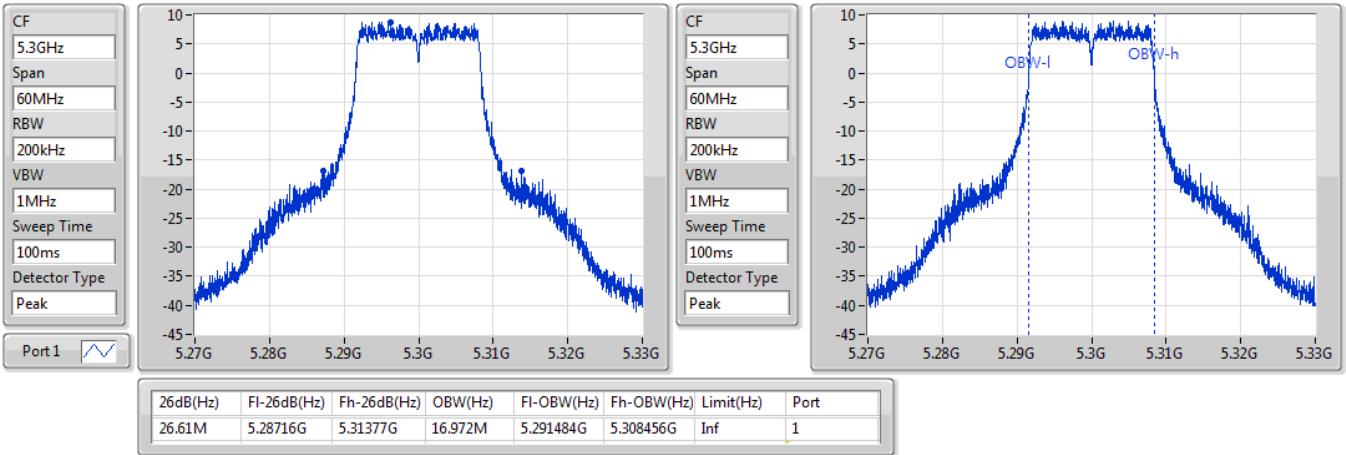 CF
5.3GHz
Span
60MHz
RBW
200kHz
VBW
1MHz
Sweep Time
100ms
Detector Type
Peak
Port 1
10
5
0
-5
-10
-15
-20
-25
-30
-35
-40
-45
5.27G 5.28G 5.29G 5.3G 5.31G 5.32G 5.33G
CF
5.3GHz
Span
60MHz
RBW
200kHz
VBW
1MHz
Sweep Time
100ms
Detector Type
Peak
10
5
0
-5
-10
-15
-20
-25
-30
-35
-40
-45
OBW-l OBW-h
5.27G 5.28G 5.29G 5.3G 5.31G 5.32G 5.33G
26dB(Hz) Fl-26dB(Hz) Fh-26dB(Hz) OBW(Hz) Fl-OBW(Hz) Fh-OBW(Hz) Limit(Hz) Port
26.61M 5.28716G 5.31377G 16.972M 5.291484G 5.308456G Inf 1